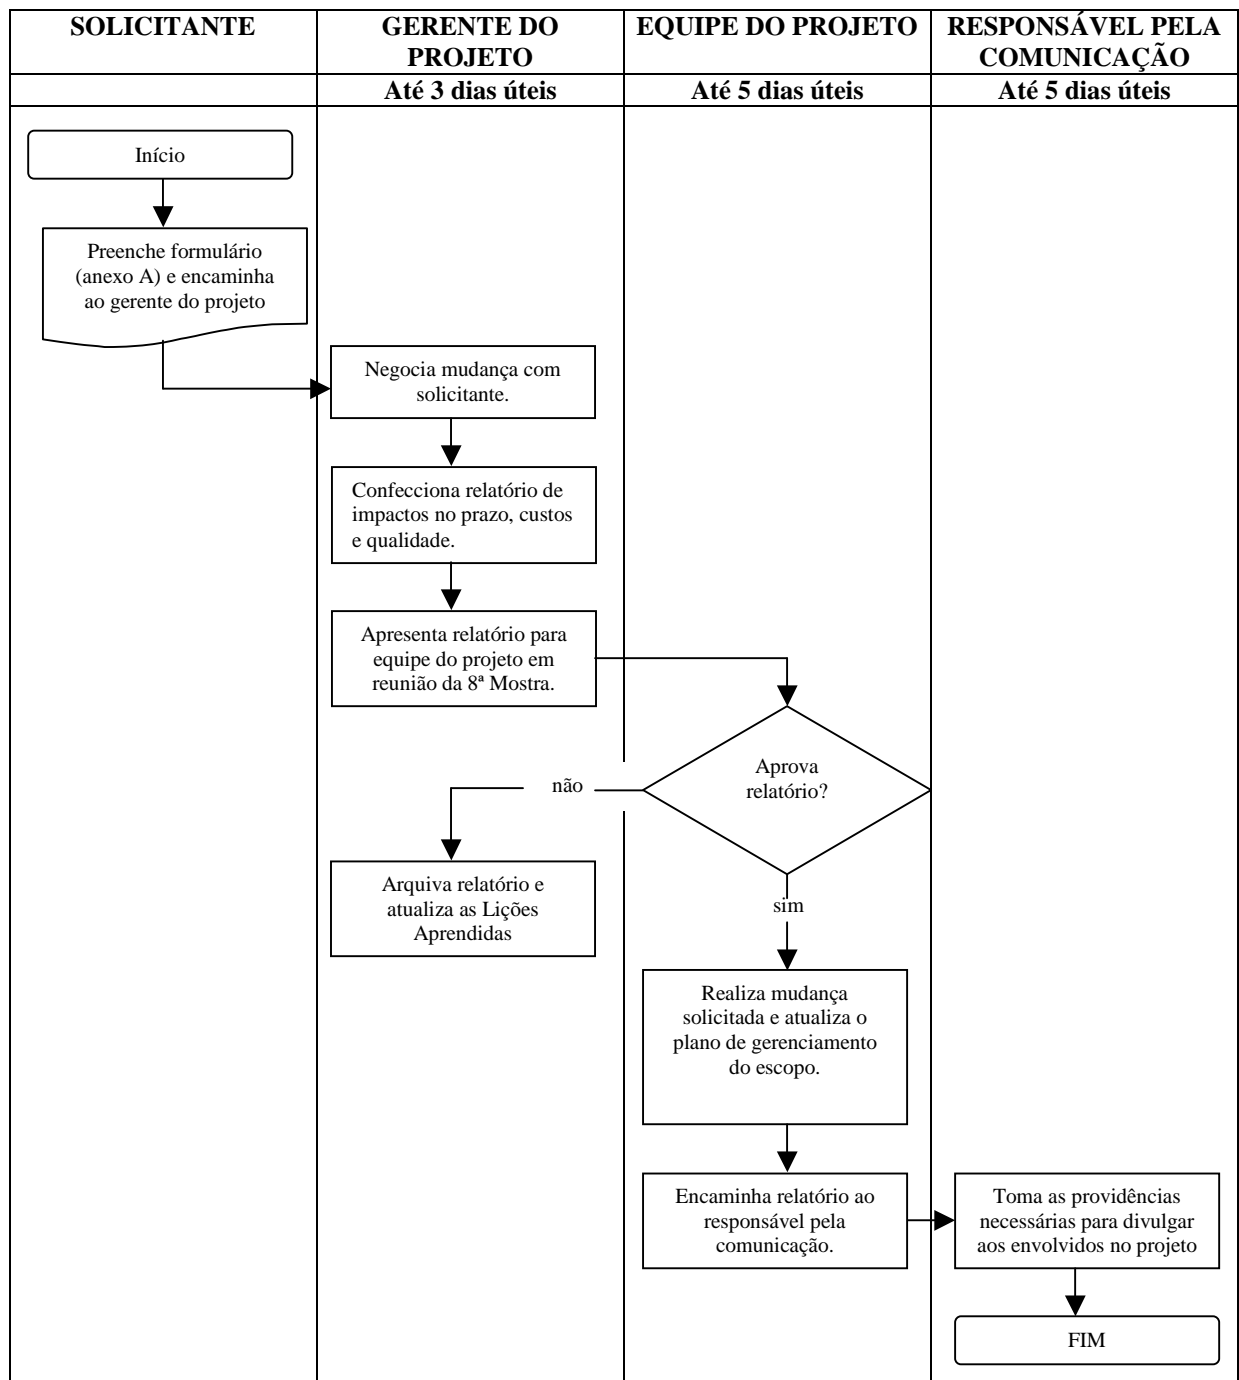 SOLICITANTE
GERENTE DO
PROJETO
EQUIPE DO PROJETO
RESPONSÁVEL PELA
COMUNICAÇÃO
Até 3 dias úteis
Até 5 dias úteis
Até 5 dias úteis
Início
Preenche formulário
(anexo A) e encaminha
ao gerente do projeto
Negocia mudança com
solicitante.
Confecciona relatório de
impactos no prazo, custos
e qualidade.
Apresenta relatório para
equipe do projeto em
reunião da 8ª Mostra.
Aprova
relatório?
não
Arquiva relatório e
atualiza as Lições
Aprendidas
sim
Realiza mudança
solicitada e atualiza o
plano de gerenciamento
do escopo.
Encaminha relatório ao
responsável pela
comunicação.
Toma as providências
necessárias para divulgar
aos envolvidos no projeto
FIM